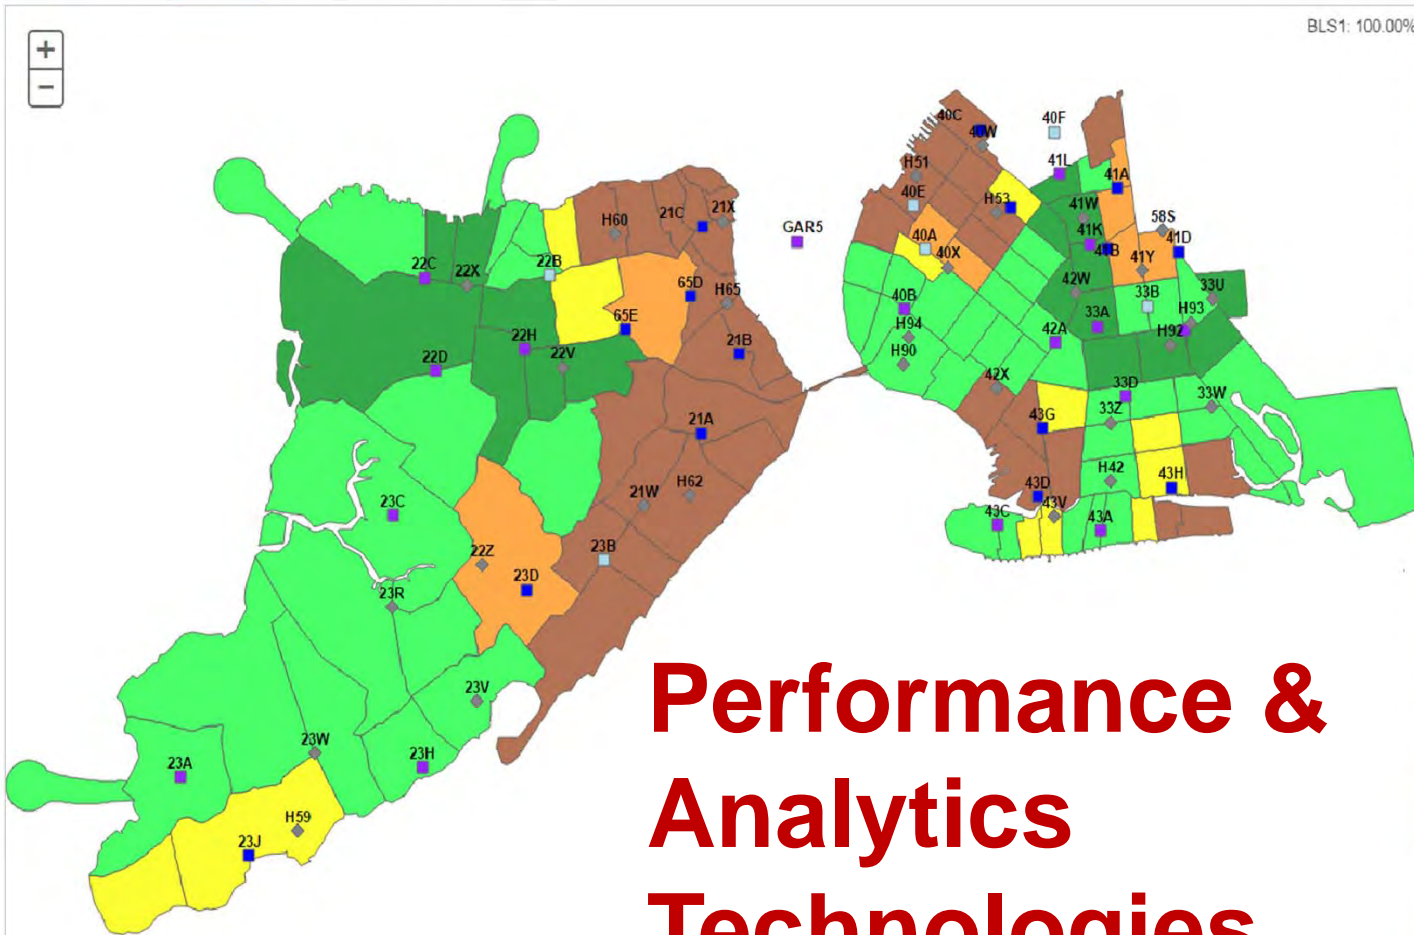 +
−
BLS1: 100.00%
40C
40W
40F
H51
41L
41A
40E
H53
41W
58S
H60
21C
21X
GAR5
40A
40X
41K
41B
41D
41Y
22C
22X
22B
65D
H65
40B
42W
33B
33U
H93
65E
22H
22V
21B
H94
33A
H92
22D
H90
42A
42X
33D
33W
21A
43G
33Z
21W
H62
H42
43H
23C
43D
43V
43C
43A
22Z
23B
23D
23R
23V
23W
23H
23A
H59
23J
Performance &
Analytics
Technologies